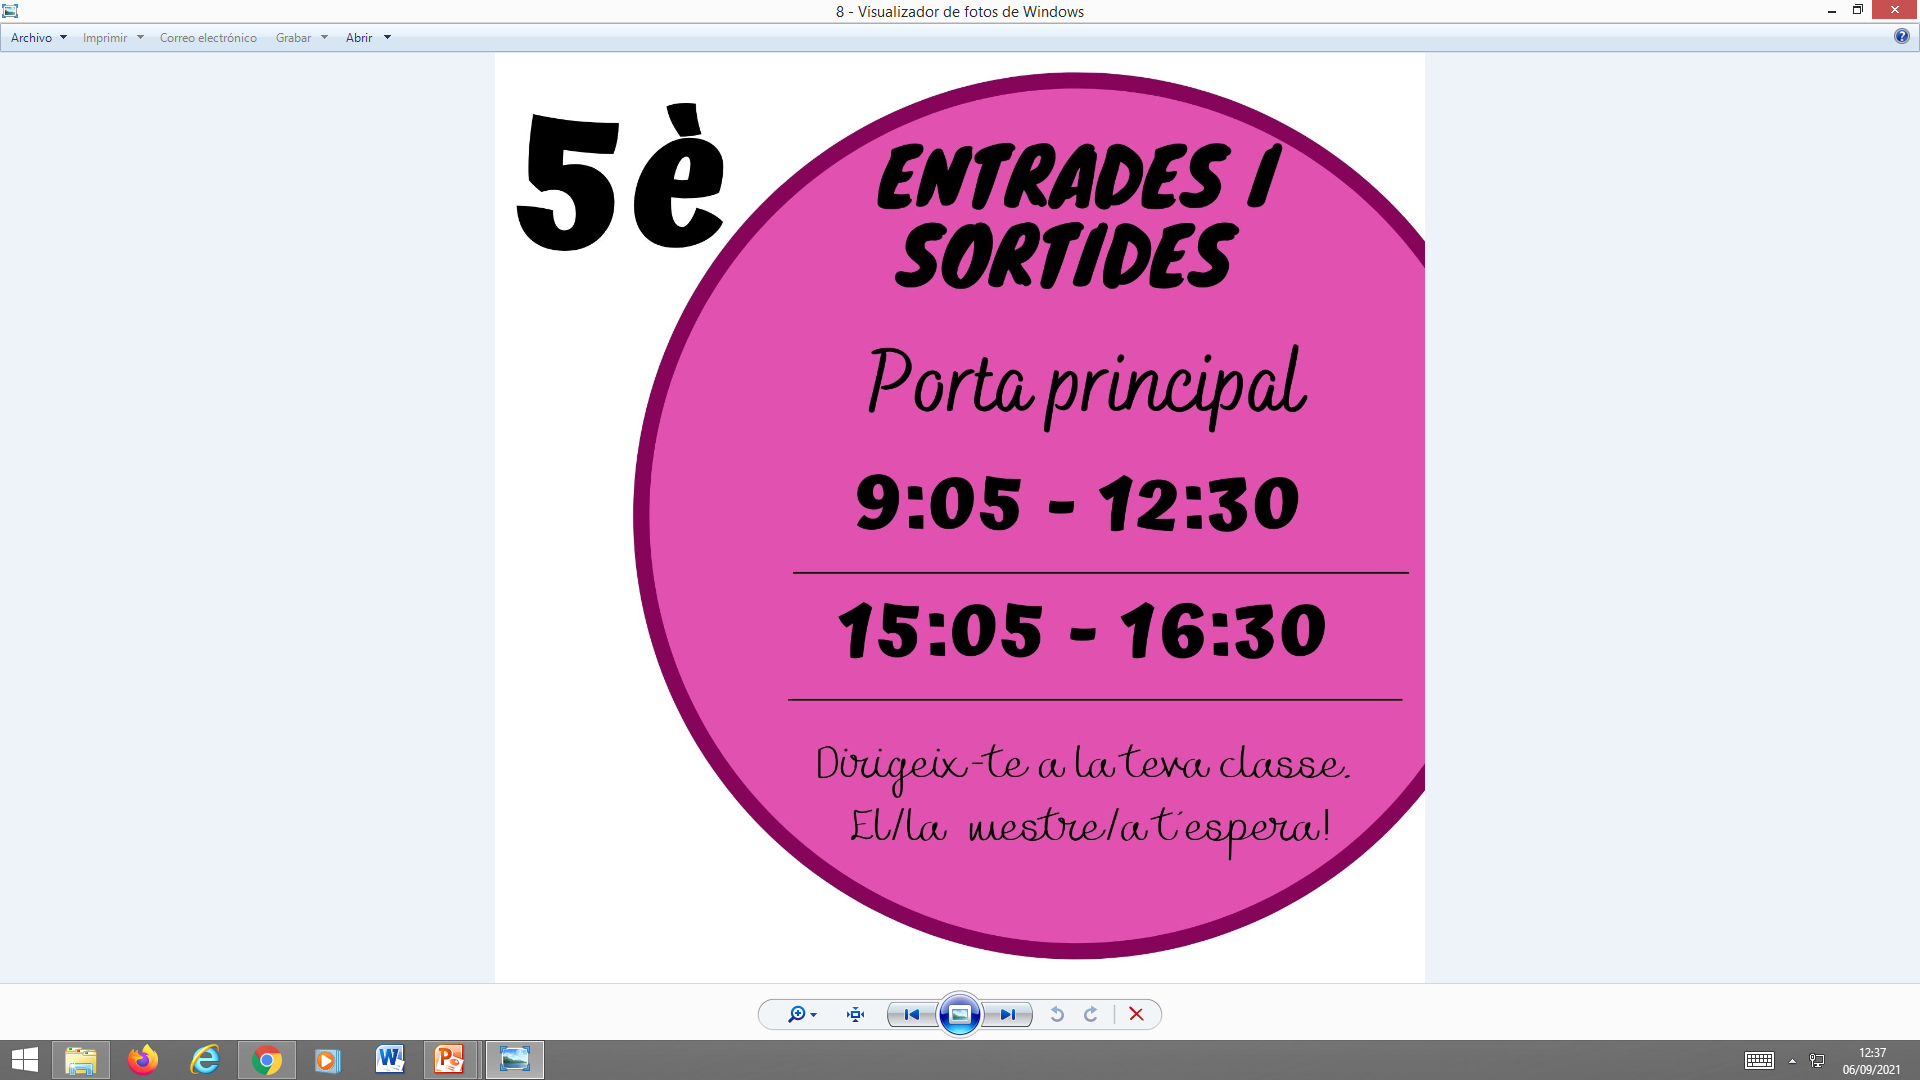 8 - Visualizador de fotos de Windows
Archivo Imprimir Correo electrónico Grabar Abrir
5è
ENTRADES I
SORTIDES
Porta principal
9:05 - 12:30
15:05 - 16:30
Dirigeix-te a la teva classe.
El/la mestre/a t´espera!
12:37
06/09/2021